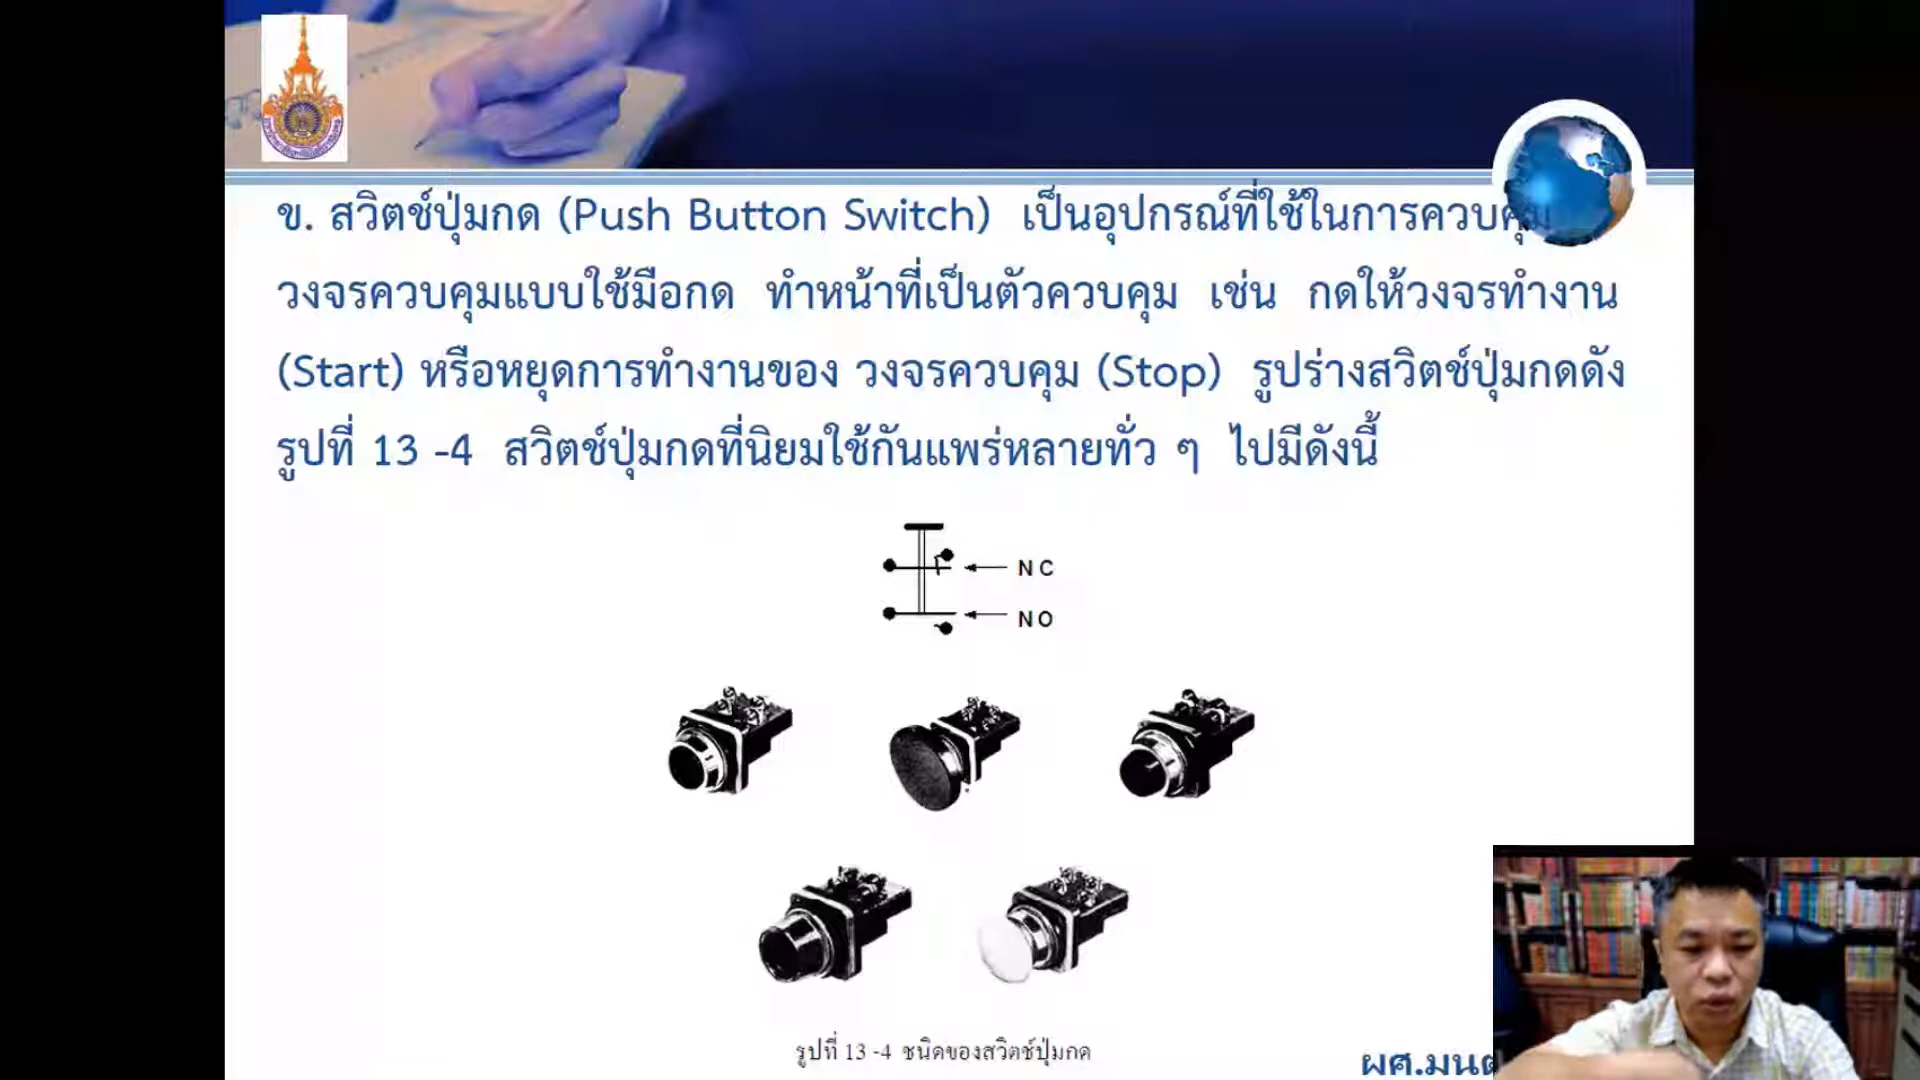 ข. สวิตช์ปุ่มกด (Push Button Switch) เป็นอุปกรณ์ที่ใช้ในการควบคุม
วงจรควบคุมแบบใช้มือกด ทำหน้าที่เป็นตัวควบคุม เช่น กดให้วงจรทำงาน
(Start) หรือหยุดการทำงานของ วงจรควบคุม (Stop) รูปร่างสวิตช์ปุ่มกดดัง
รูปที่ 13 -4 สวิตช์ปุ่มกดที่นิยมใช้กันแพร่หลายทั่ว ๆ ไปมีดังนี้
N C
N O
รูปที่ 13 -4 ชนิดของสวิตช์ปุ่มกด
ผศ.